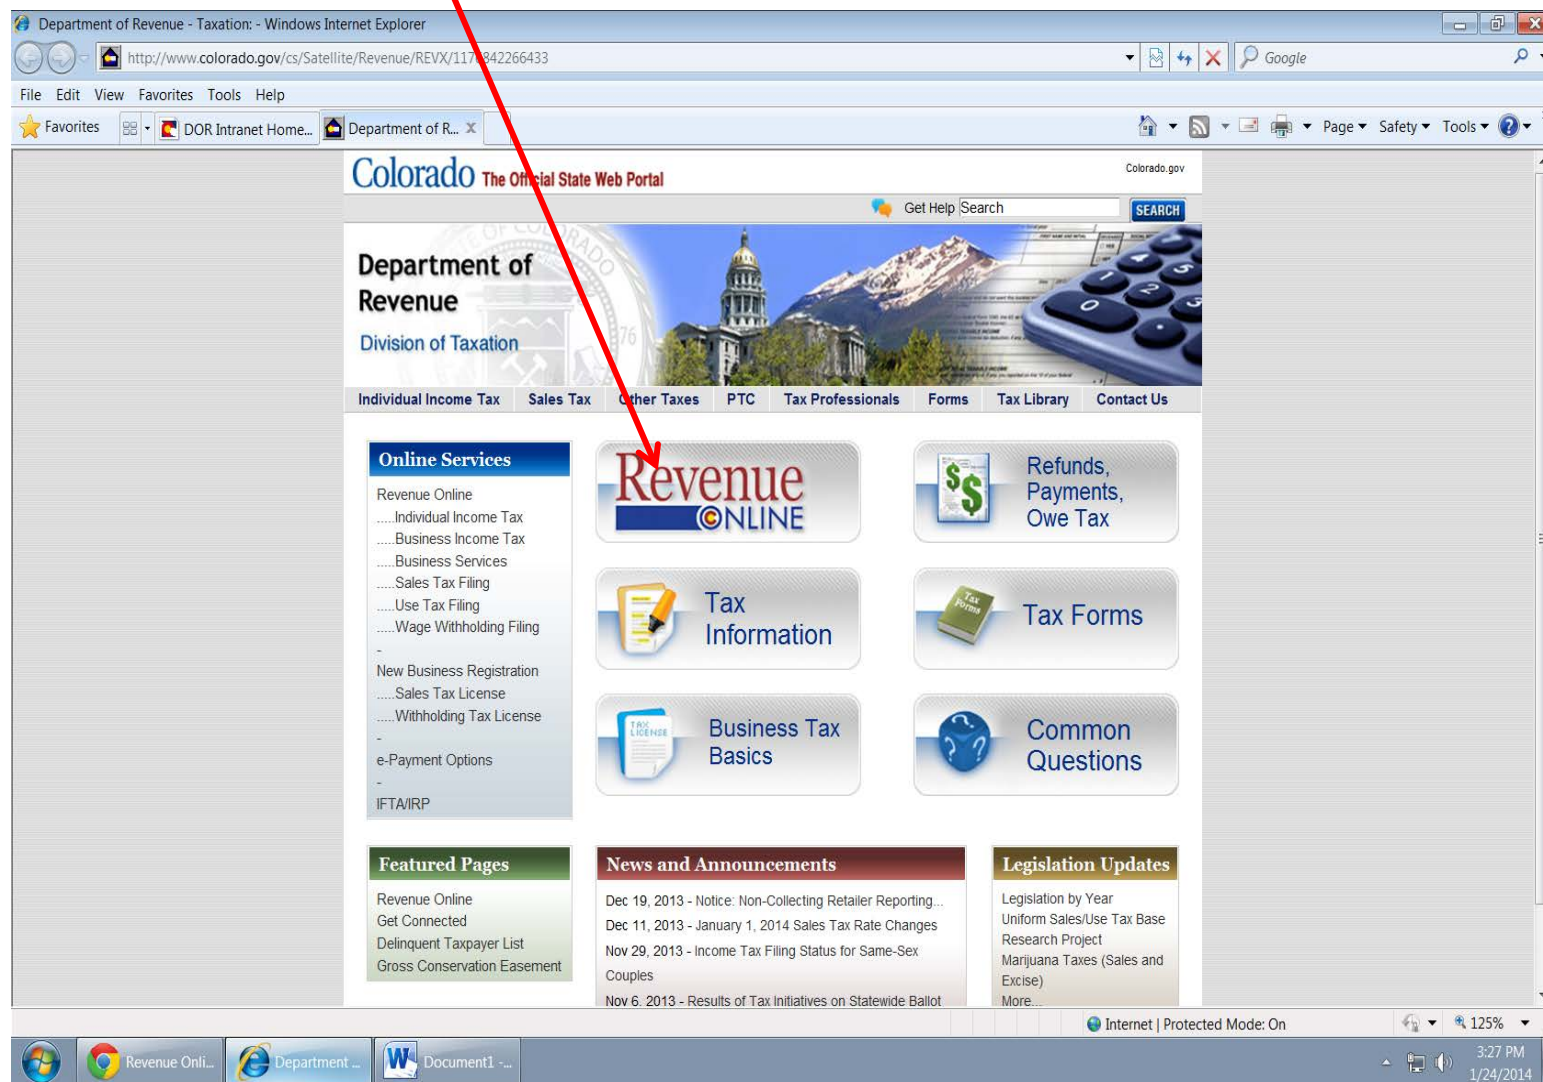 Department of Revenue - Taxation: - Windows Internet Explorer
http://www.colorado.gov/cs/Satellite/Revenue/REVX/1176842266433
Google
File Edit View Favorites Tools Help
Favorites DOR Intranet Home... Department of R... X
Page Safety Tools
Colorado The Official State Web Portal
Colorado.gov
Get Help Search SEARCH
Department of
Revenue
Division of Taxation
Individual Income Tax Sales Tax Other Taxes PTC Tax Professionals Forms Tax Library Contact Us
Online Services
Revenue Online
.....Individual Income Tax
.....Business Income Tax
.....Business Services
.....Sales Tax Filing
.....Use Tax Filing
.....Wage Withholding Filing
-
New Business Registration
.....Sales Tax License
.....Withholding Tax License
-
e-Payment Options
-
IFTA/IRP
Revenue
ONLINE
Refunds,
Payments,
Owe Tax
Tax
Information
Tax
Forms
Tax Forms
TAX
LICENSE
Business Tax
Basics
Common
Questions
Featured Pages
Revenue Online
Get Connected
Delinquent Taxpayer List
Gross Conservation Easement
News and Announcements
Dec 19, 2013 - Notice: Non-Collecting Retailer Reporting...
Dec 11, 2013 - January 1, 2014 Sales Tax Rate Changes
Nov 29, 2013 - Income Tax Filing Status for Same-Sex
Couples
Nov 6, 2013 - Results of Tax Initiatives on Statewide Ballot
Legislation Updates
Legislation by Year
Uniform Sales/Use Tax Base
Research Project
Marijuana Taxes (Sales and
Excise)
More...
Internet | Protected Mode: On
125%
Revenue Onli...
Department ...
Document1 -...
3:27 PM
1/24/2014